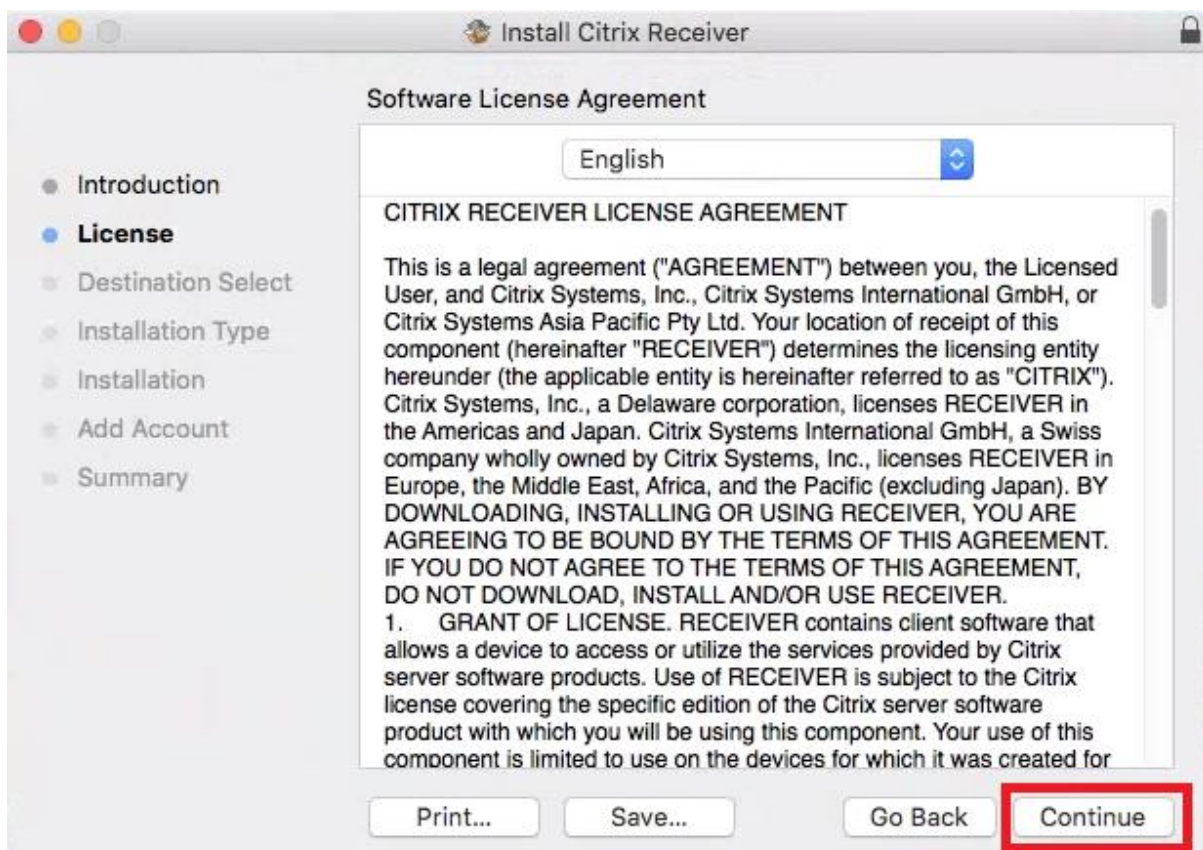 Install Citrix Receiver
Software License Agreement
English
Introduction
License
Destination Select
Installation Type
Installation
Add Account
Summary
CITRIX RECEIVER LICENSE AGREEMENT
This is a legal agreement ("AGREEMENT") between you, the Licensed
User, and Citrix Systems, Inc., Citrix Systems International GmbH, or
Citrix Systems Asia Pacific Pty Ltd. Your location of receipt of this
component (hereinafter "RECEIVER") determines the licensing entity
hereunder (the applicable entity is hereinafter referred to as "CITRIX").
Citrix Systems, Inc., a Delaware corporation, licenses RECEIVER in
the Americas and Japan. Citrix Systems International GmbH, a Swiss
company wholly owned by Citrix Systems, Inc., licenses RECEIVER in
Europe, the Middle East, Africa, and the Pacific (excluding Japan). BY
DOWNLOADING, INSTALLING OR USING RECEIVER, YOU ARE
AGREEING TO BE BOUND BY THE TERMS OF THIS AGREEMENT.
IF YOU DO NOT AGREE TO THE TERMS OF THIS AGREEMENT,
DO NOT DOWNLOAD, INSTALL AND/OR USE RECEIVER.
1. GRANT OF LICENSE. RECEIVER contains client software that
allows a device to access or utilize the services provided by Citrix
server software products. Use of RECEIVER is subject to the Citrix
license covering the specific edition of the Citrix server software
product with which you will be using this component. Your use of this
component is limited to use on the devices for which it was created for
Print...
Save...
Go Back
Continue